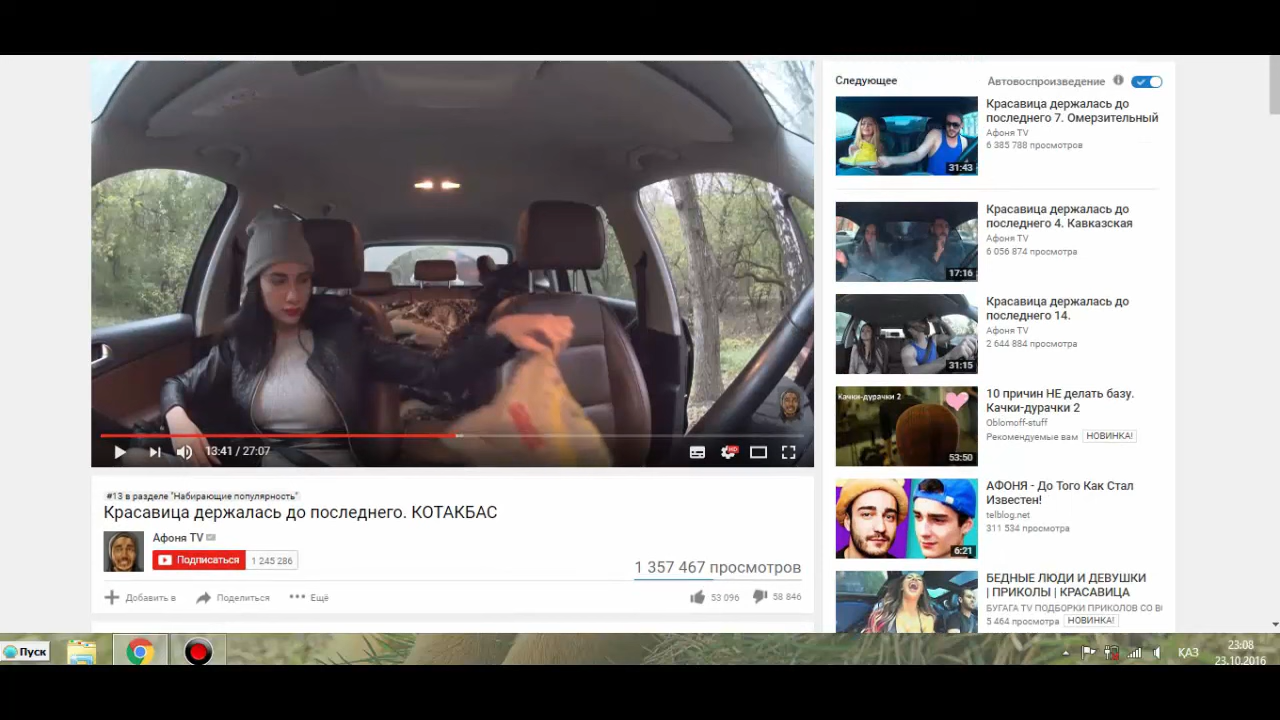 13:41 / 27:07
#13 в разделе "Набирающие популярность"
Красавица держалась до последнего. КОТАКБАС
Афоня TV
Подписаться 1 245 286
1 357 467 просмотров
Добавить в Поделиться Ещё 53 096 58 846
Следующее Автовоспроизведение
Красавица держалась до
последнего 7. Омерзительный
Афоня TV
6 385 788 просмотров
31:43
Красавица держалась до
последнего 4. Кавказская
Афоня TV
6 056 874 просмотра
17:16
Красавица держалась до
последнего 14.
Афоня TV
2 644 884 просмотра
31:15
Качки-дурачки 2
10 причин НЕ делать базу.
Качки-дурачки 2
Oblomoff-stuff
Рекомендуемые вам НОВИНКА!
53:50
АФОНЯ - До Того Как Стал
Известен!
telblog.net
311 534 просмотра
6:21
БЕДНЫЕ ЛЮДИ И ДЕВУШКИ
| ПРИКОЛЫ | КРАСАВИЦА
БУГАГА TV ПОДБОРКИ ПРИКОЛОВ СО
5 464 просмотра НОВИНКА!
Пуск
ҚАЗ
23:08
23.10.2016